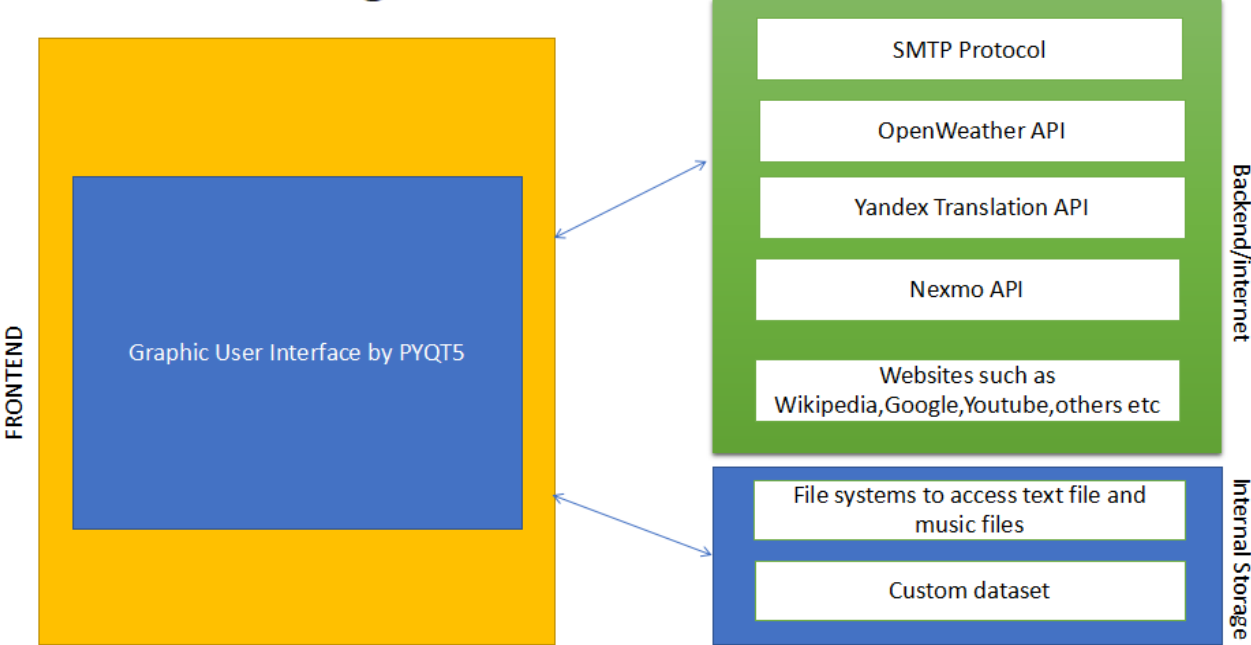 FRONTEND
Graphic User Interface by PYQT5
SMTP Protocol
OpenWeather API
Yandex Translation API
Nexmo API
Websites such as
Wikipedia,Google,Youtube,others etc
Backend/internet
File systems to access text file and
music files
Custom dataset
Internal Storage